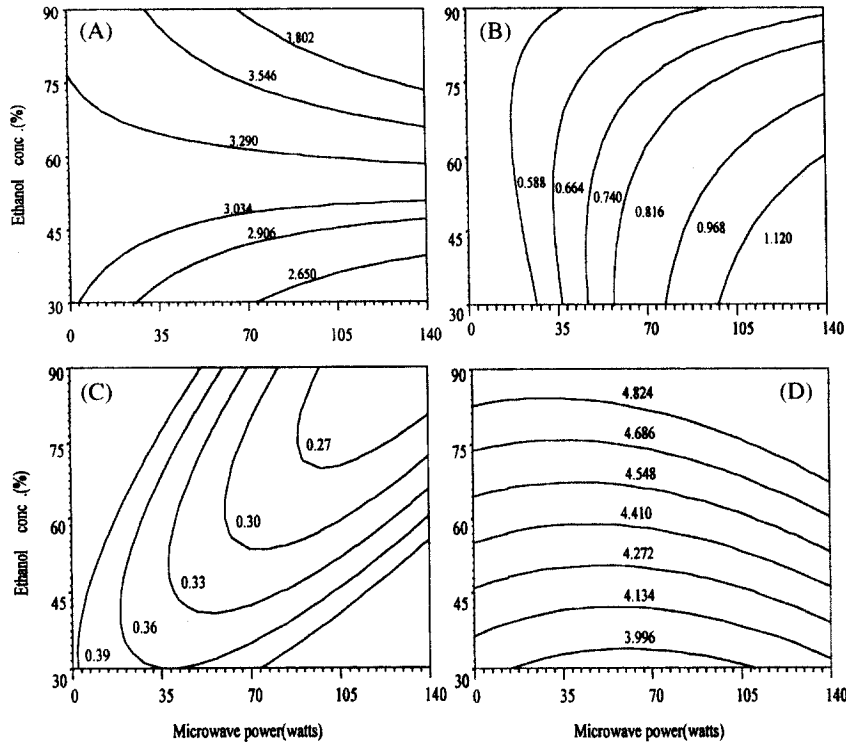 90 (A) 3.802
3.546
75
3.290
60
3.034
45
2.906
2.650
30
0 35 70 105 140
Ethanol conc .(%)
90 (B)
75
60
0.588 0.664 0.740 0.816 0.968 1.120
45
30
0 35 70 105 140
90 (C)
75
0.27
60
0.30
0.33
45
0.36
0.39
30
0 35 70 105 140
Ethanol conc .(%)
Microwave power(watts)
90 4.824 (D)
4.686
75
4.548
4.410
60
4.272
4.134
45
3.996
30
0 35 70 105 140
Microwave power(watts)